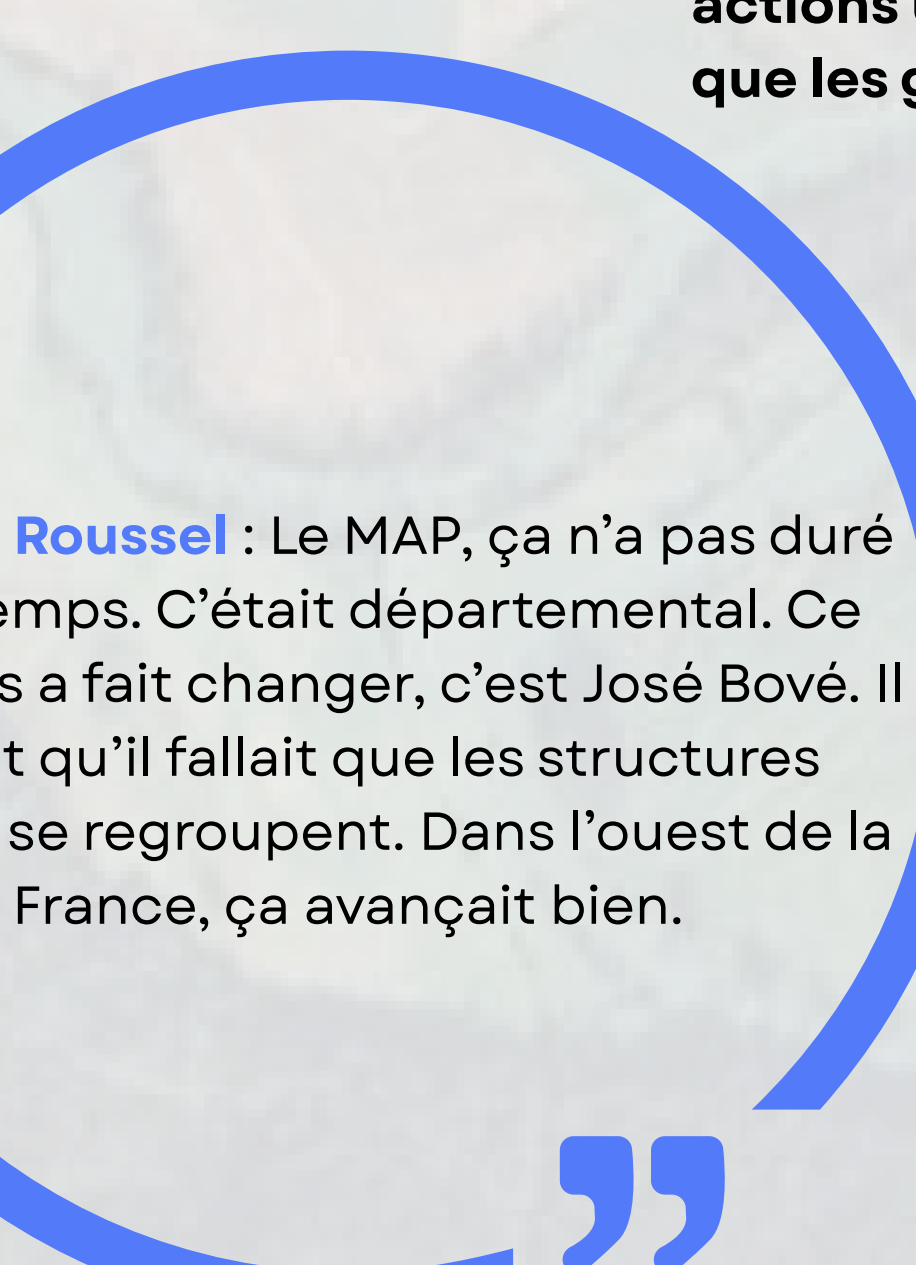 actions
que les
Roussel : Le MAP, ça n’a pas duré
temps. C’était départemental. Ce
a fait changer, c’est José Bové. Il
qu’il fallait que les structures
se regroupent. Dans l’ouest de la
France, ça avançait bien.
”